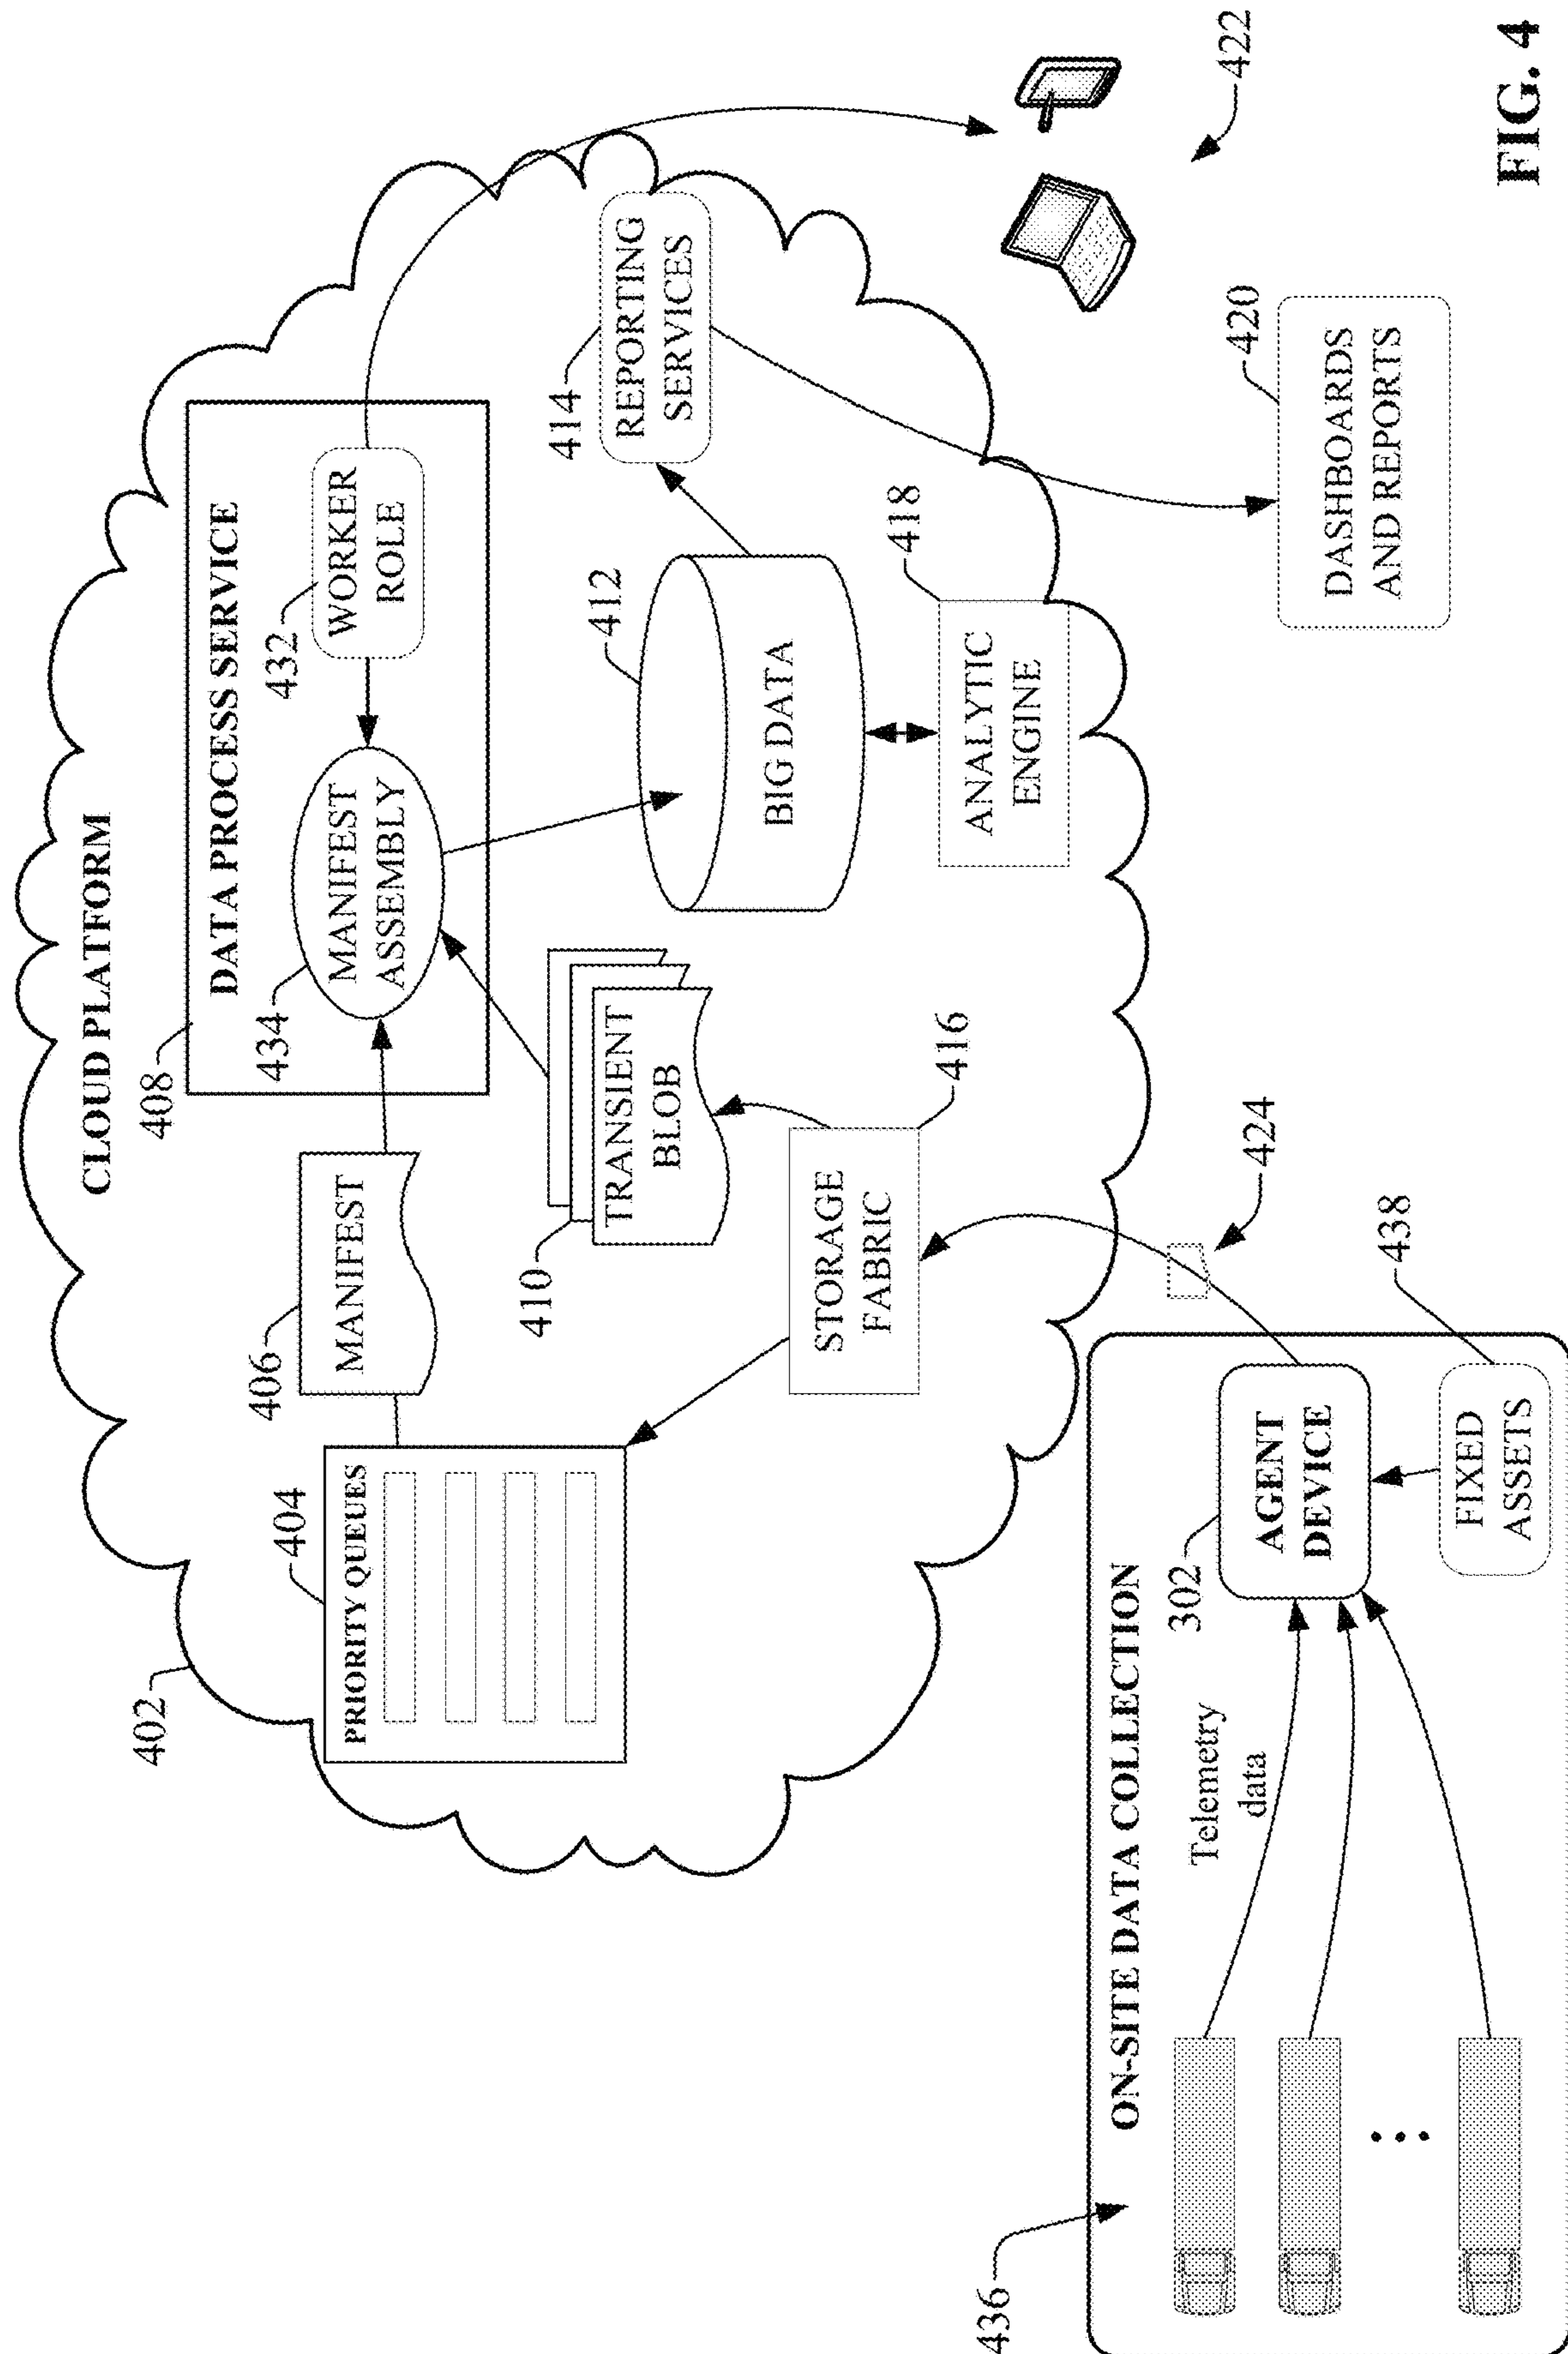 CLOUD PLATFORM
402
404
PRIORITY QUEUES
406
MANIFEST
408
DATA PROCESS SERVICE
434
MANIFEST
ASSEMBLY
432
WORKER
ROLE
410
TRANSIENT
BLOB
412
BIG DATA
414
REPORTING
SERVICES
STORAGE
FABRIC
416
ANALYTIC
ENGINE
418
422
424
420
DASHBOARDS
AND REPORTS
436
ON-SITE DATA COLLECTION
Telemetry
data
302
AGENT
DEVICE
438
FIXED
ASSETS
FIG. 4